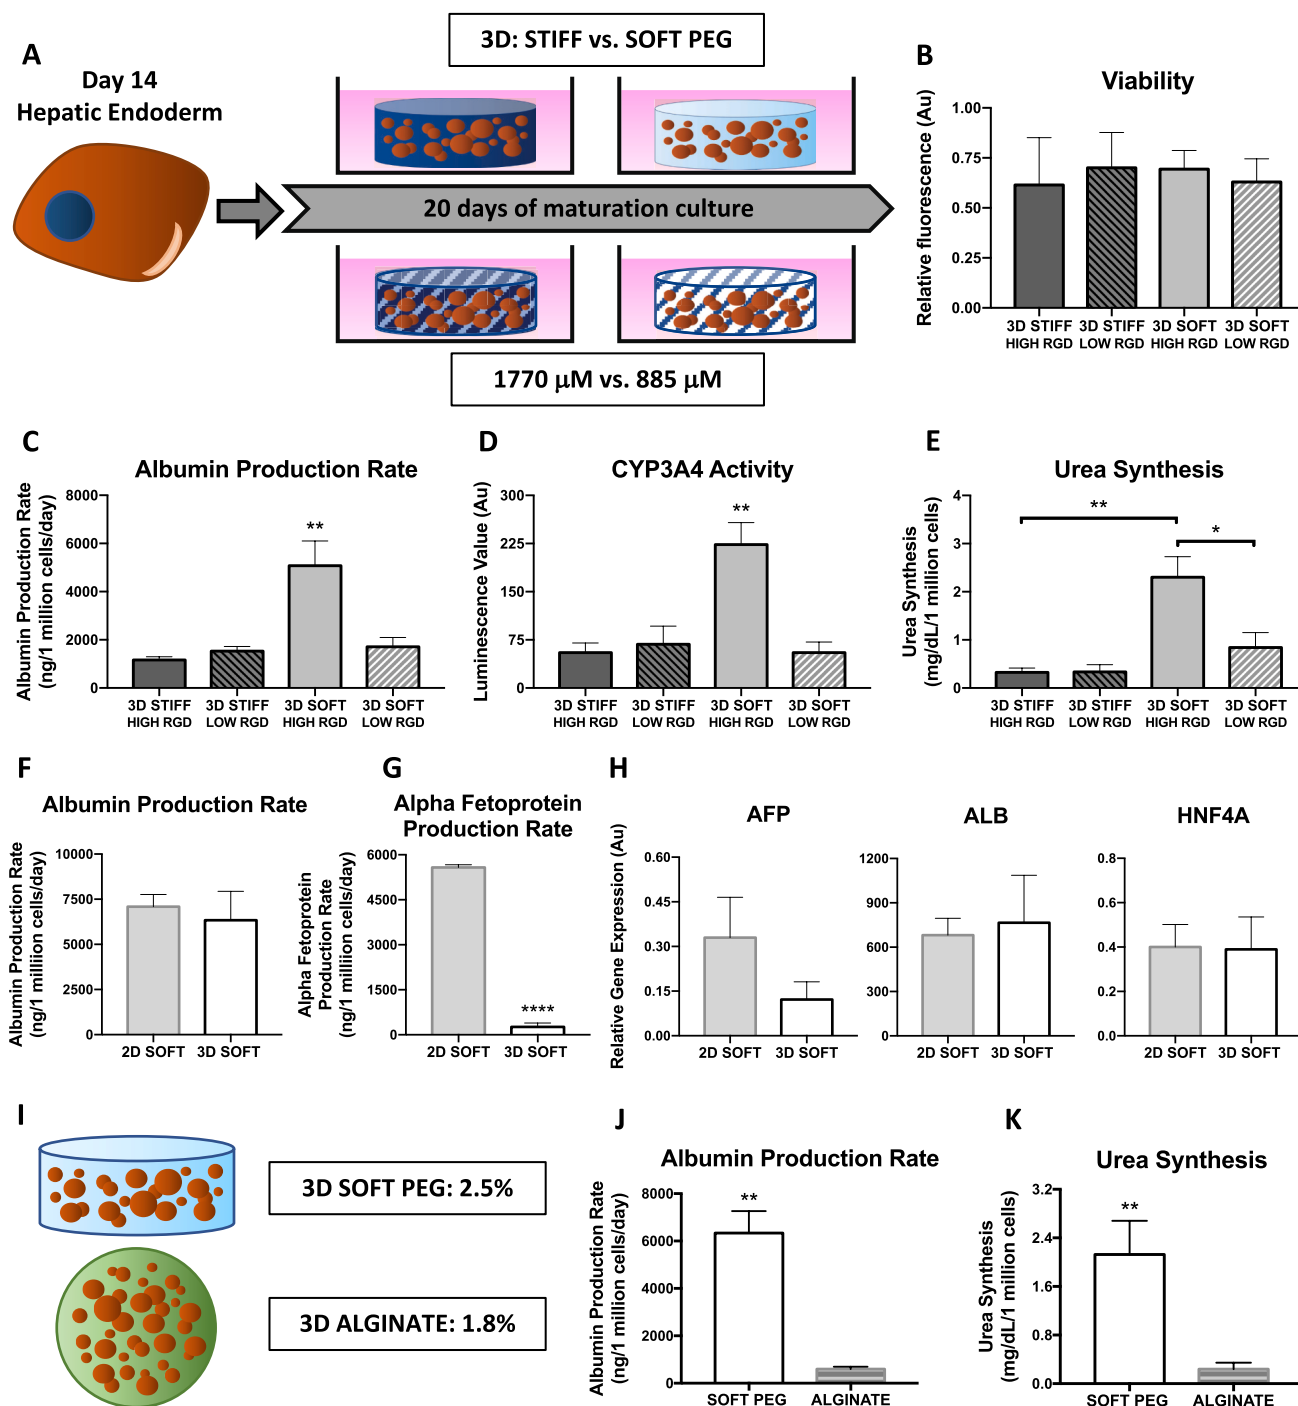 A
Day 14
Hepatic Endoderm
3D: STIFF vs. SOFT PEG
20 days of maturation culture
1770 µM vs. 885 µM
B
Viability
Relative fluorescence (Au)
1.00
0.75
0.50
0.25
0.00
3D STIFF 3D STIFF 3D SOFT 3D SOFT
HIGH RGD LOW RGD HIGH RGD LOW RGD
C
Albumin Production Rate
Albumin Production Rate
(ng/1 million cells/day)
8000
6000
4000
2000
0
**
3D STIFF 3D STIFF 3D SOFT 3D SOFT
HIGH RGD LOW RGD HIGH RGD LOW RGD
D
CYP3A4 Activity
Luminescence Value (Au)
300
225
150
75
0
**
3D STIFF 3D STIFF 3D SOFT 3D SOFT
HIGH RGD LOW RGD HIGH RGD LOW RGD
E
Urea Synthesis
Urea Synthesis
(mg/dL/1 million cells)
4
3
2
1
0
**
*
3D STIFF 3D STIFF 3D SOFT 3D SOFT
HIGH RGD LOW RGD HIGH RGD LOW RGD
F
Albumin Production Rate
Albumin Production Rate
(ng/1 milliion cells/day)
10000
7500
5000
2500
0
2D SOFT 3D SOFT
G
Alpha Fetoprotein
Production Rate
Alpha Fetoprotein
Production Rate
(ng/1 milliion cells/day)
6000
4500
3000
1500
0
****
2D SOFT 3D SOFT
H
Relative Gene Expression (Au)
AFP
0.60
0.45
0.30
0.15
0.00
2D SOFT 3D SOFT
ALB
1200
900
600
300
0
2D SOFT 3D SOFT
HNF4A
0.8
0.6
0.4
0.2
0.0
2D SOFT 3D SOFT
I
3D SOFT PEG: 2.5%
3D ALGINATE: 1.8%
J
Albumin Production Rate
Albumin Production Rate
(ng/1 million cells/day)
8000
6000
4000
2000
0
**
SOFT PEG ALGINATE
K
Urea Synthesis
Urea Synthesis
(mg/dL/1 million cells)
3.2
2.4
1.6
0.8
0.0
**
SOFT PEG ALGINATE